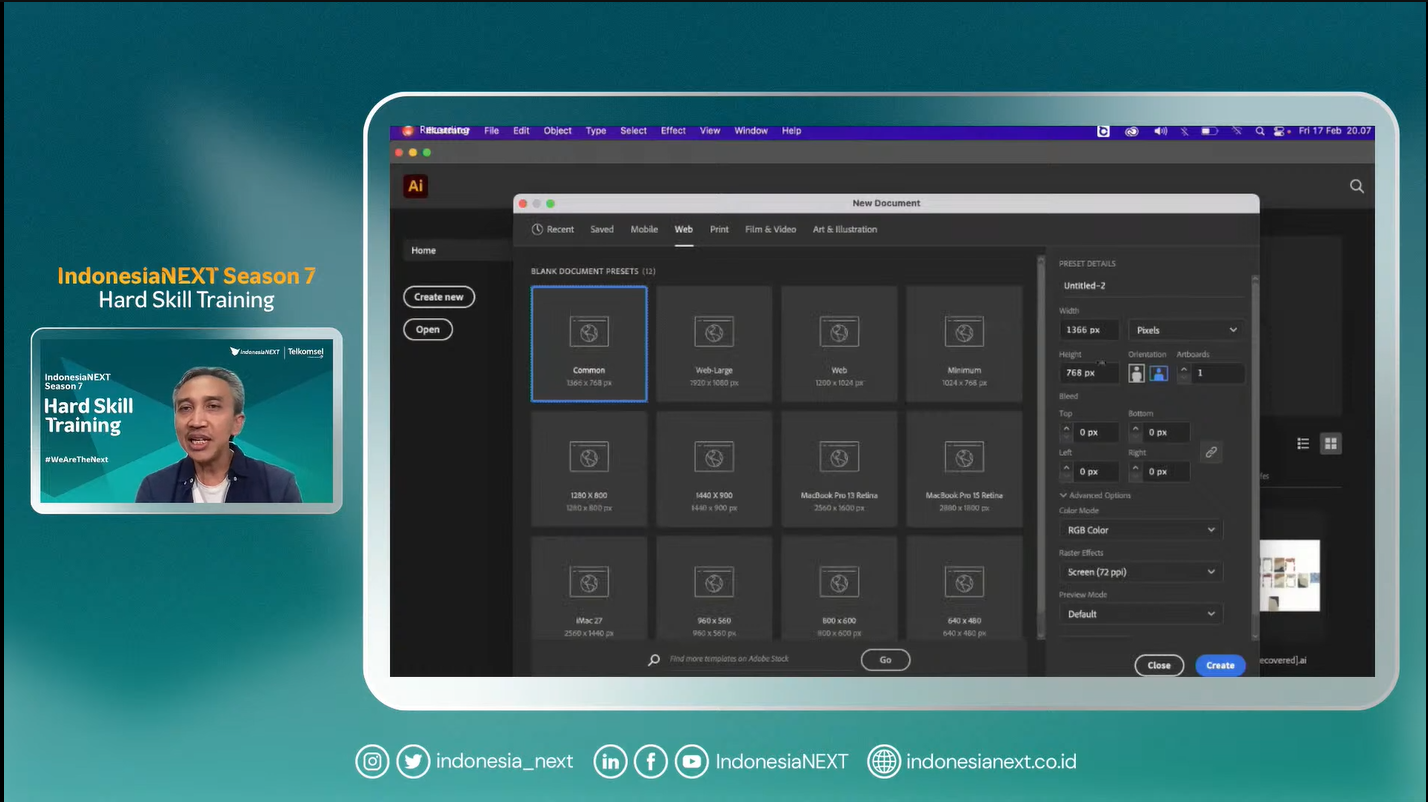 IndonesiaNEXT Season 7
Hard Skill Training
IndonesiaNEXT Telkomsel
IndonesiaNEXT
Season 7
Hard Skill
Training
#WeAreTheNext
File Edit Object Type Select Effect View Window Help
Fri 17 Feb 20.07
Ai
New Document
Recent Saved Mobile Web Print Film & Video Art & Illustration
Home
Create new
Open
BLANK DOCUMENT PRESETS (12)
Common
1366 x 768 px
Web-Large
1920 x 1080 px
Web
1200 x 1024 px
Minimum
1024 x 768 px
1280 X 800
1280 x 800 px
1440 X 900
1440 x 900 px
MacBook Pro 13 Retina
2560 x 1600 px
MacBook Pro 15 Retina
2880 x 1800 px
iMac 27
2560 x 1440 px
960 x 560
960 x 560 px
800 x 600
800 x 600 px
640 x 480
640 x 480 px
Find more templates on Adobe Stock
Go
PRESET DETAILS
Untitled-2
Width
1366 px Pixels
Height Orientation Artboards
768 px 1
Bleed
Top Bottom
0 px 0 px
Left Right
0 px 0 px
Advanced Options
Color Mode
RGB Color
Raster Effects
Screen (72 ppi)
Preview Mode
Default
Close Create
ecovered].ai
indonesia_next IndonesiaNEXT indonesianext.co.id